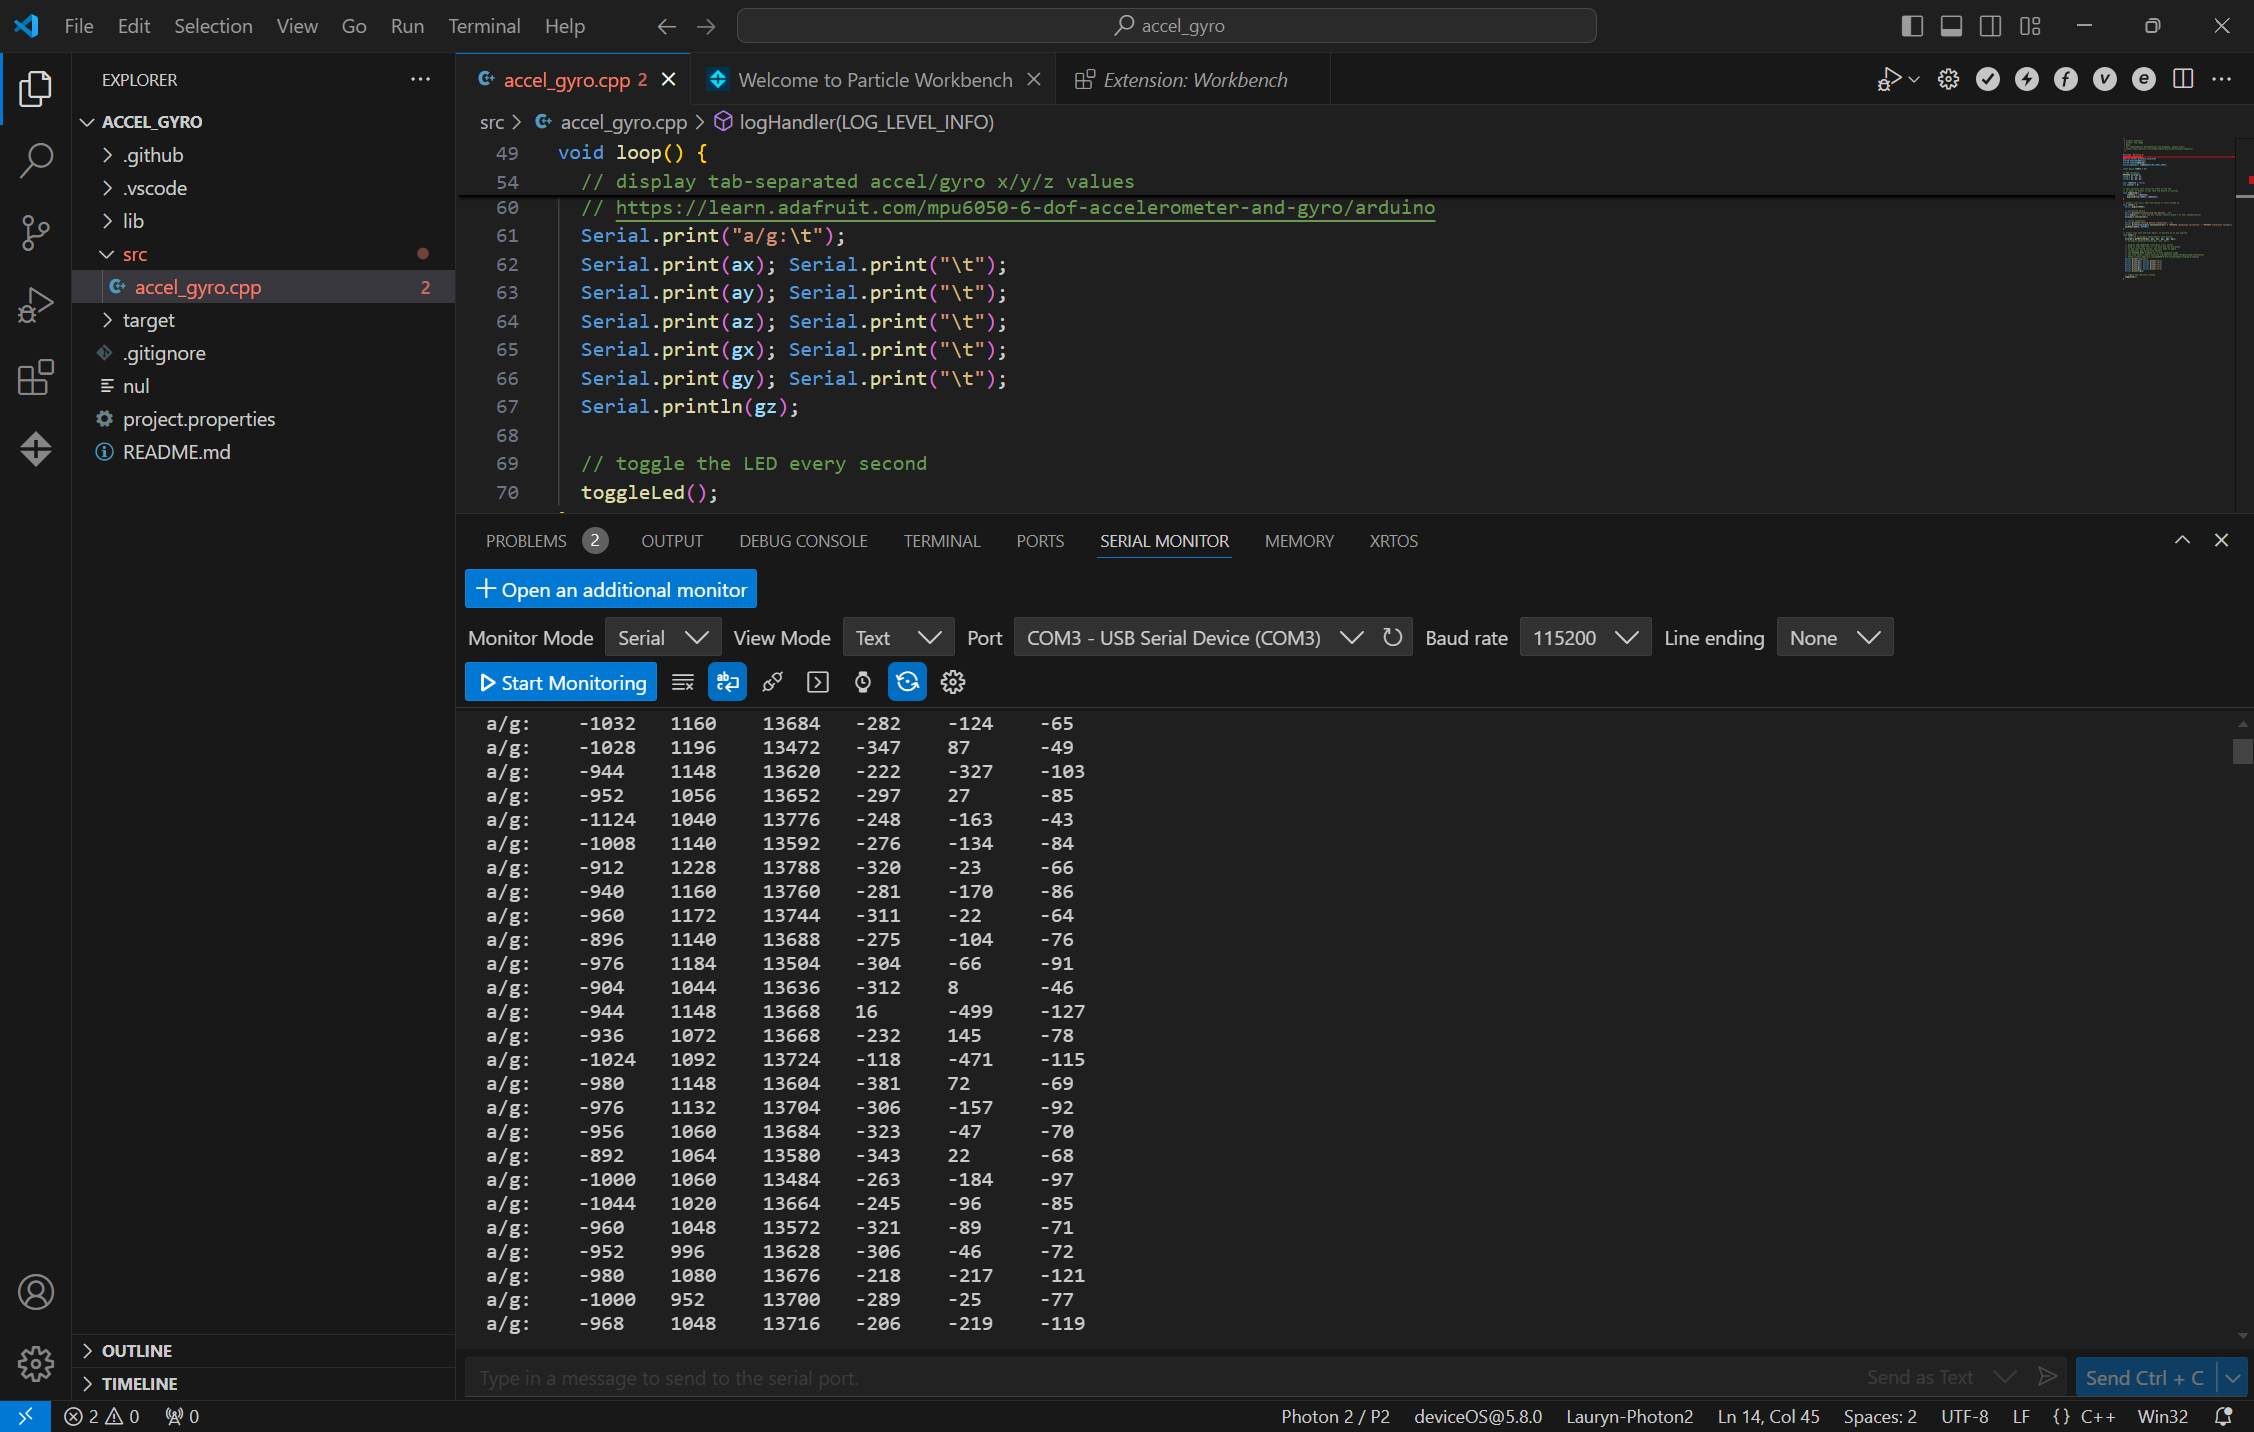 File Edit Selection View Go Run Terminal Help accel_gyro
EXPLORER
accel_gyro.cpp 2 Welcome to Particle Workbench Extension: Workbench
ACCEL_GYRO
.github
.vscode
lib
src
accel_gyro.cpp 2
target
.gitignore
nul
project.properties
README.md
OUTLINE
TIMELINE
src > accel_gyro.cpp > logHandler(LOG_LEVEL_INFO)
49 void loop() {
54 // display tab-separated accel/gyro x/y/z values
60 // https://learn.adafruit.com/mpu6050-6-dof-accelerometer-and-gyro/arduino
61 Serial.print("a/g:\t");
62 Serial.print(ax); Serial.print("\t");
63 Serial.print(ay); Serial.print("\t");
64 Serial.print(az); Serial.print("\t");
65 Serial.print(gx); Serial.print("\t");
66 Serial.print(gy); Serial.print("\t");
67 Serial.println(gz);
68
69 // toggle the LED every second
70 toggleLed();
PROBLEMS 2 OUTPUT DEBUG CONSOLE TERMINAL PORTS SERIAL MONITOR MEMORY XRTOS
Open an additional monitor
Monitor Mode Serial View Mode Text Port COM3 - USB Serial Device (COM3) Baud rate 115200 Line ending None
Start Monitoring
a/g: -1032 1160 13684 -282 -124 -65
a/g: -1028 1196 13472 -347 87 -49
a/g: -944 1148 13620 -222 -327 -103
a/g: -952 1056 13652 -297 27 -85
a/g: -1124 1040 13776 -248 -163 -43
a/g: -1008 1140 13592 -276 -134 -84
a/g: -912 1228 13788 -320 -23 -66
a/g: -940 1160 13760 -281 -170 -86
a/g: -960 1172 13744 -311 -22 -64
a/g: -896 1140 13688 -275 -104 -76
a/g: -976 1184 13504 -304 -66 -91
a/g: -904 1044 13636 -312 8 -46
a/g: -944 1148 13668 16 -499 -127
a/g: -936 1072 13668 -232 145 -78
a/g: -1024 1092 13724 -118 -471 -115
a/g: -980 1148 13604 -381 72 -69
a/g: -976 1132 13704 -306 -157 -92
a/g: -956 1060 13684 -323 -47 -70
a/g: -892 1064 13580 -343 22 -68
a/g: -1000 1060 13484 -263 -184 -97
a/g: -1044 1020 13664 -245 -96 -85
a/g: -960 1048 13572 -321 -89 -71
a/g: -952 996 13628 -306 -46 -72
a/g: -980 1080 13676 -218 -217 -121
a/g: -1000 952 13700 -289 -25 -77
a/g: -968 1048 13716 -206 -219 -119
Type in a message to send to the serial port. Send as Text Send Ctrl + C
2 0 0 Photon 2 / P2 deviceOS@5.8.0 Lauryn-Photon2 Ln 14, Col 45 Spaces: 2 UTF-8 LF {} C++ Win32